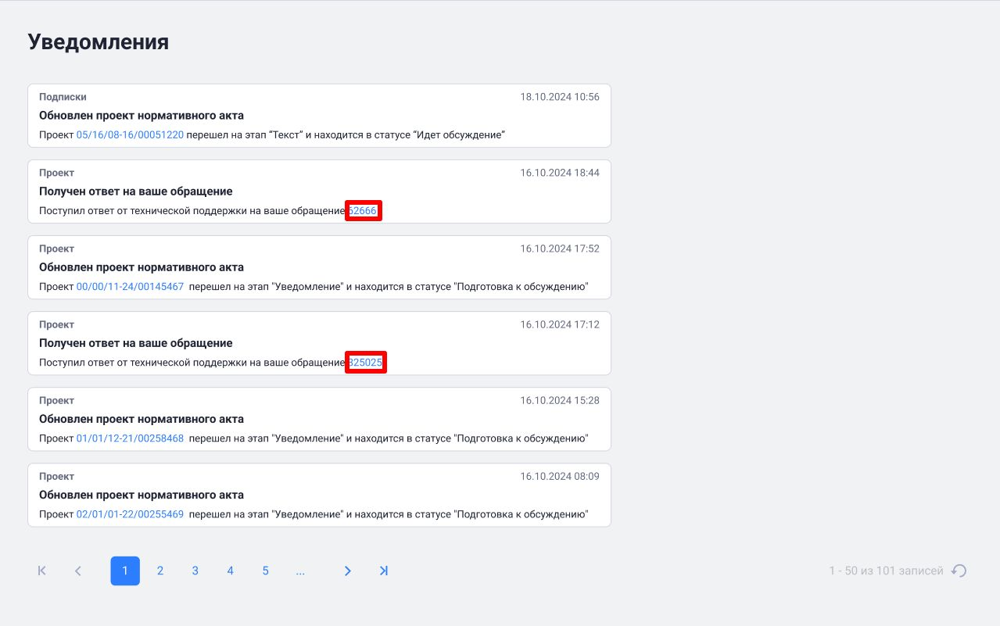 Уведомления
Подписки 18.10.2024 10:56
Обновлен проект нормативного акта
Проект 05/16/08-16/00051220 перешел на этап “Текст” и находится в статусе “Идет обсуждение”
Проект 16.10.2024 18:44
Получен ответ на ваше обращение
Поступил ответ от технической поддержки на ваше обращение 62666
Проект 16.10.2024 17:52
Обновлен проект нормативного акта
Проект 00/00/11-24/00145467 перешел на этап "Уведомление" и находится в статусе "Подготовка к обсуждению"
Проект 16.10.2024 17:12
Получен ответ на ваше обращение
Поступил ответ от технической поддержки на ваше обращение 325025
Проект 16.10.2024 15:28
Обновлен проект нормативного акта
Проект 01/01/12-21/00258468 перешел на этап "Уведомление" и находится в статусе "Подготовка к обсуждению"
Проект 16.10.2024 08:09
Обновлен проект нормативного акта
Проект 02/01/01-22/00255469 перешел на этап "Уведомление" и находится в статусе "Подготовка к обсуждению"
1 2 3 4 5 ... 1 - 50 из 101 записей